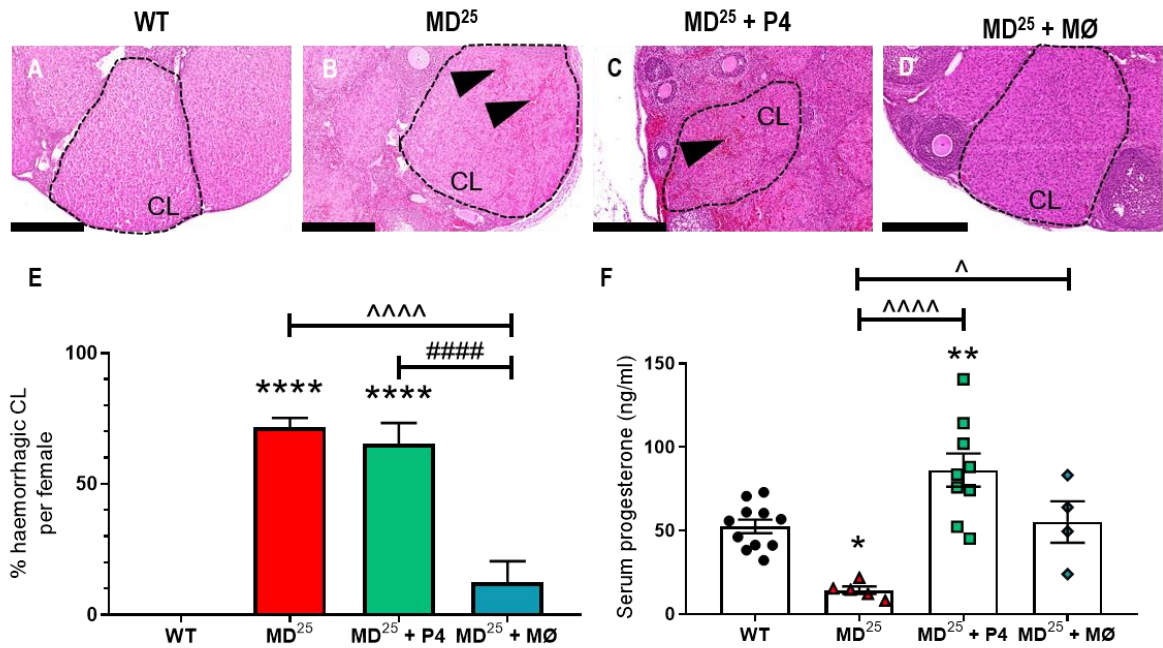 WT
MD²⁵
MD²⁵ + P4
MD²⁵ + MØ
A
B
C
D
CL
CL
CL
CL
E
^^^^
####
****
****
100
50
0
% haemorrhagic CL
per female
WT
MD²⁵
MD²⁵ + P4
MD²⁵ + MØ
F
^
^^^^
**
*
150
100
50
0
Serum progesterone (ng/ml)
WT
MD²⁵
MD²⁵ + P4
MD²⁵ + MØ